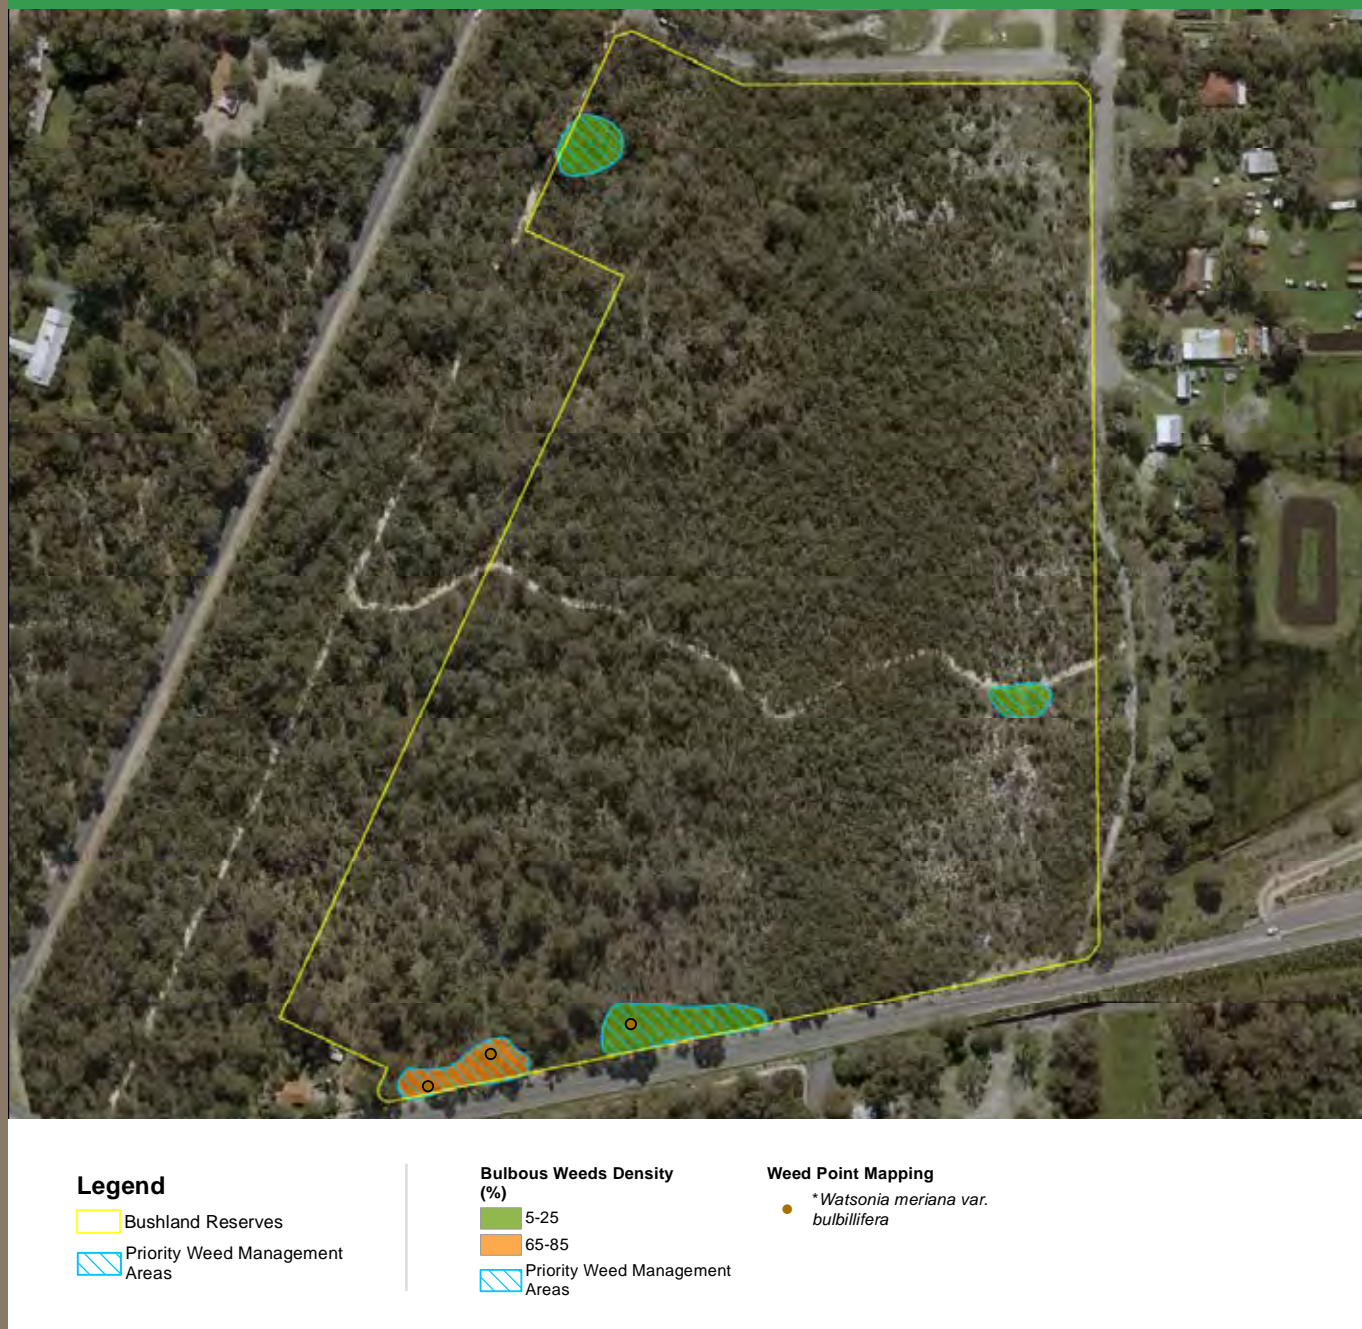 Legend
Bushland Reserves
Priority Weed Management
Areas
Bulbous Weeds Density
(%)
5-25
65-85
Priority Weed Management
Areas
Weed Point Mapping
*Watsonia meriana var.
bulbillifera